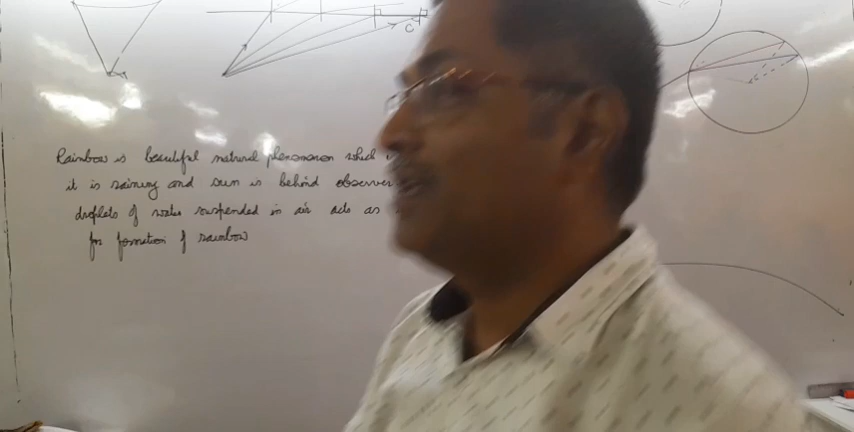 C
Rainbow is beautiful natural phenomenon which
it is raining and sun is behind observer
droplets of water suspended in air acts as
for formation of rainbow